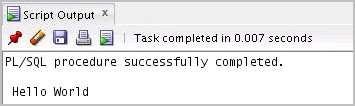 Script Output x
Task completed in 0.007 seconds
PL/SQL procedure successfully completed.
Hello World